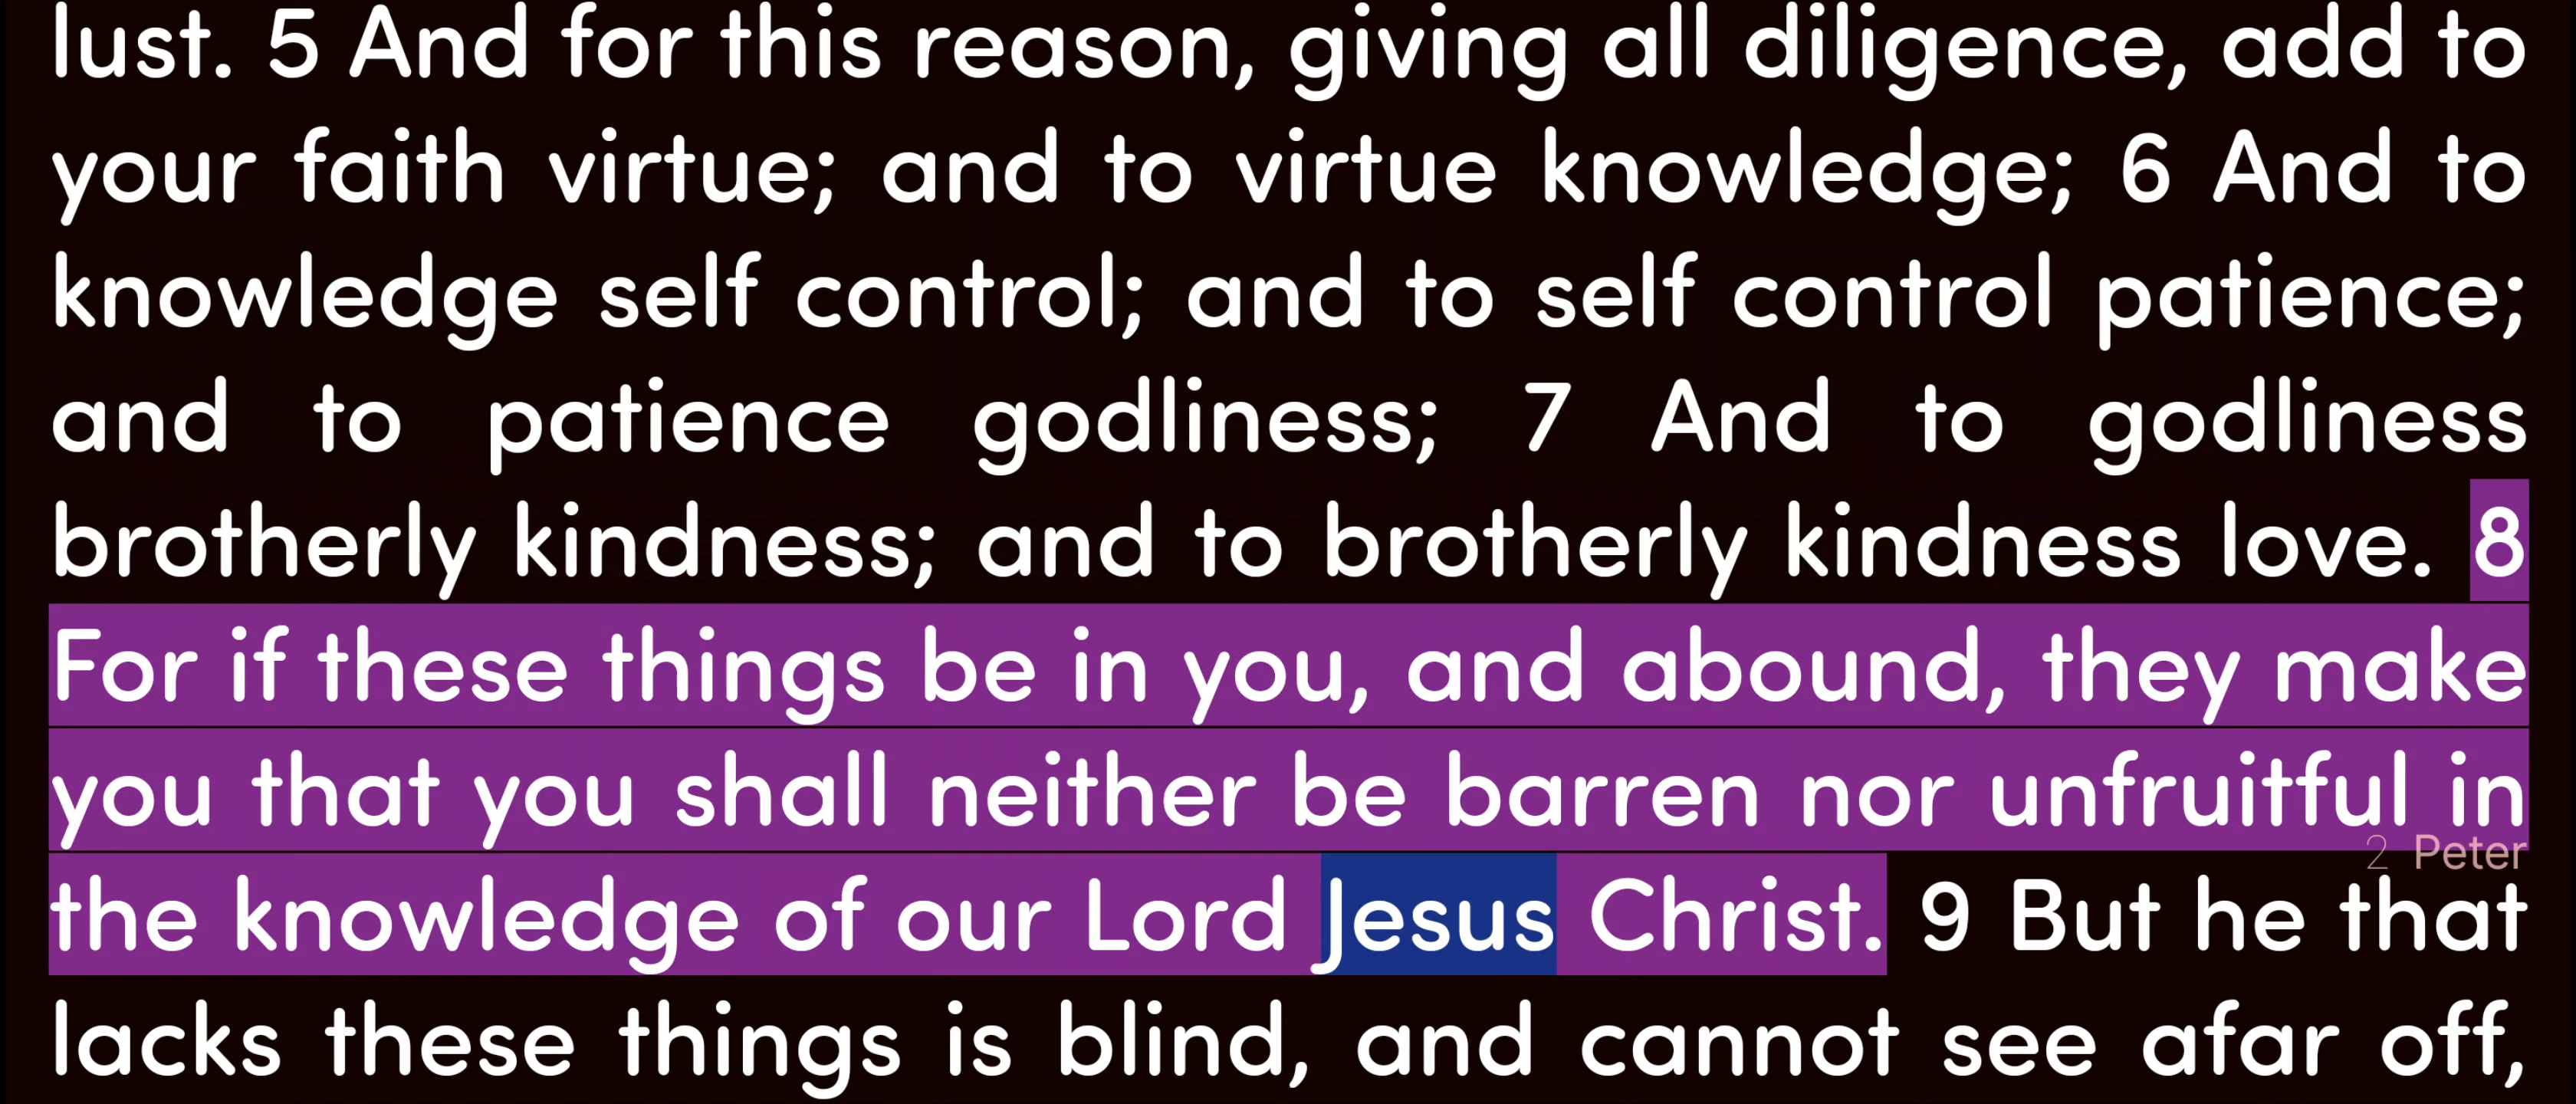 lust. 5 And for this reason, giving all diligence, add to
your faith virtue; and to virtue knowledge; 6 And to
knowledge self control; and to self control patience;
and to patience godliness; 7 And to godliness
brotherly kindness; and to brotherly kindness love. 8
For if these things be in you, and abound, they make
you that you shall neither be barren nor unfruitful in
2 Peter
the knowledge of our Lord Jesus Christ. 9 But he that
lacks these things is blind, and cannot see afar off,